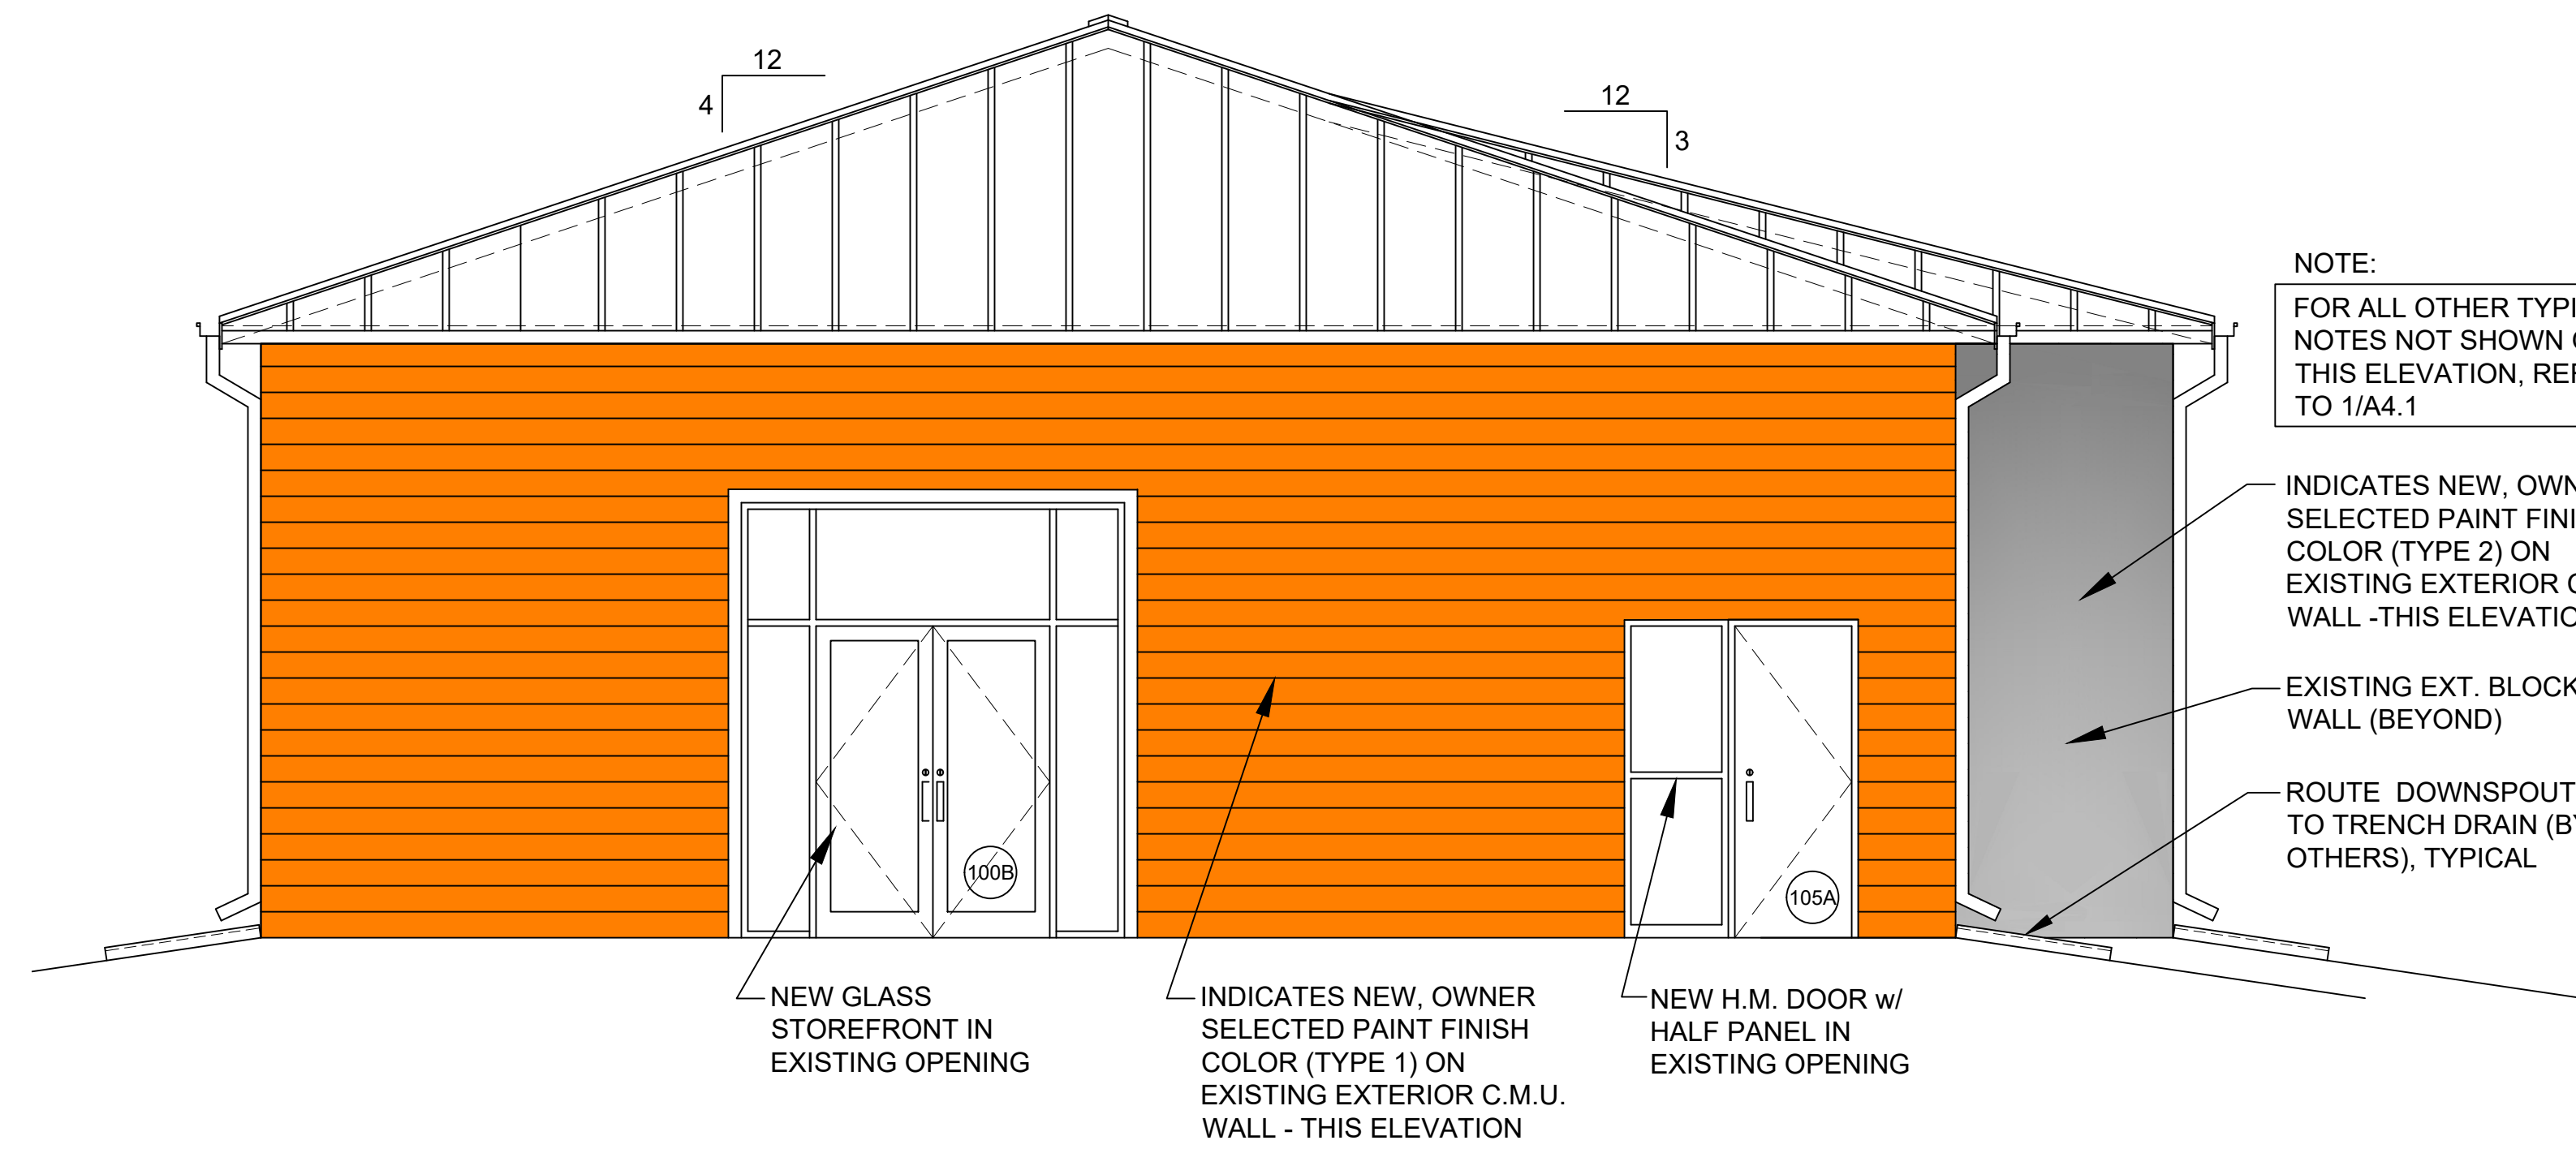 12
4
12
3
NOTE:
FOR ALL OTHER
NOTES NOT SHOWN
THIS ELEVATION,
TO 1/A4.1
INDICATES NEW,
SELECTED PAINT
COLOR (TYPE 2) ON
EXISTING EXTERIOR
WALL -THIS
EXISTING EXT. BLOCK
WALL (BEYOND)
ROUTE DOWNSPOUT
TO TRENCH DRAIN
OTHERS), TYPICAL
100B
105A
NEW GLASS
STOREFRONT IN
EXISTING OPENING
INDICATES NEW, OWNER
SELECTED PAINT FINISH
COLOR (TYPE 1) ON
EXISTING EXTERIOR C.M.U.
WALL - THIS ELEVATION
NEW H.M. DOOR w/
HALF PANEL IN
EXISTING OPENING